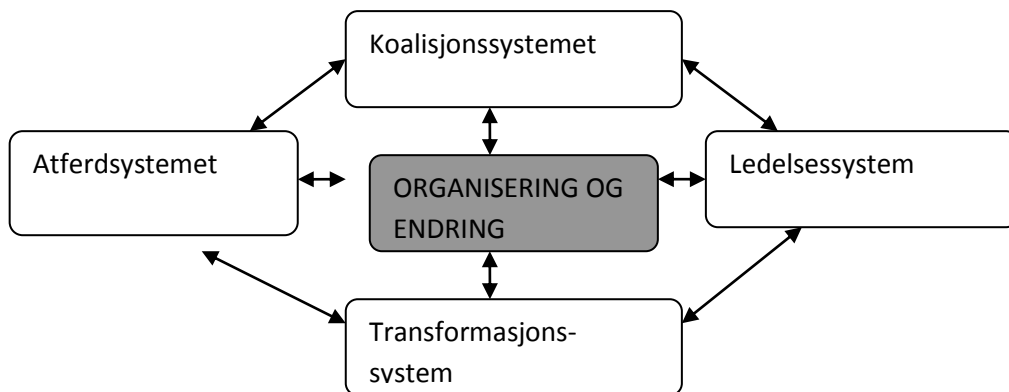 Koalisjonssystemet
Atferdsystemet
ORGANISERING OG
ENDRING
Ledelsessystem
Transformasjons-
system